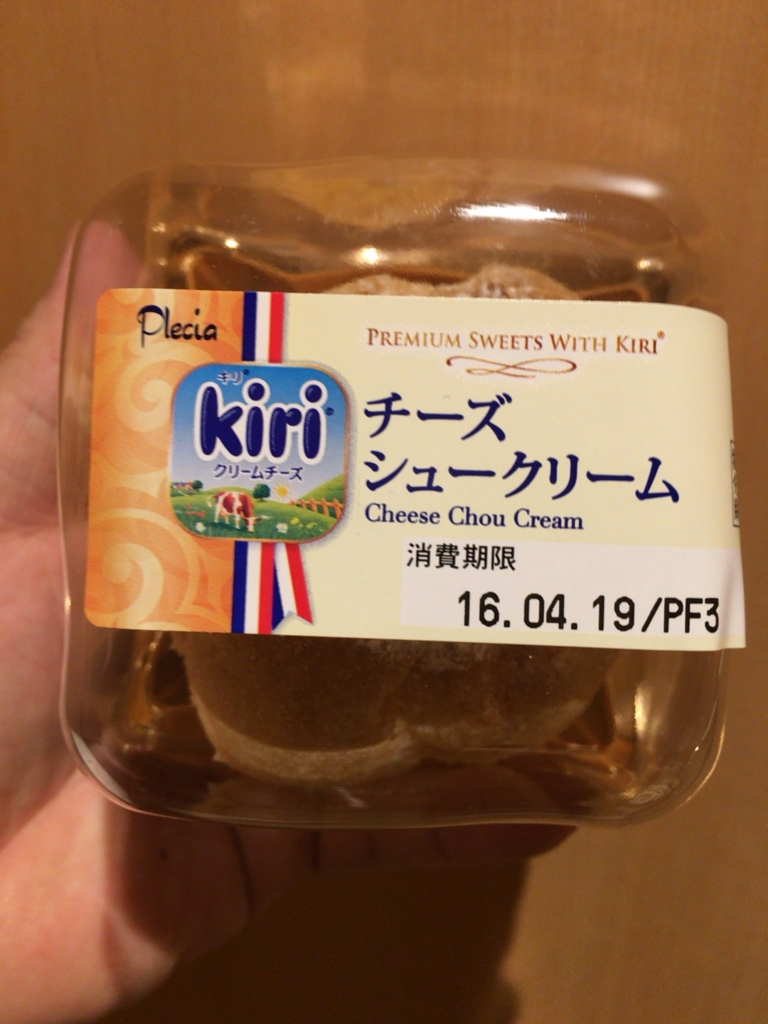 Plecia
PREMIUM SWEETS WITH KIRI®
キリ®
kiri®
クリームチーズ
チーズ
シュークリーム
Cheese Chou Cream
消費期限
16.04.19/PF3